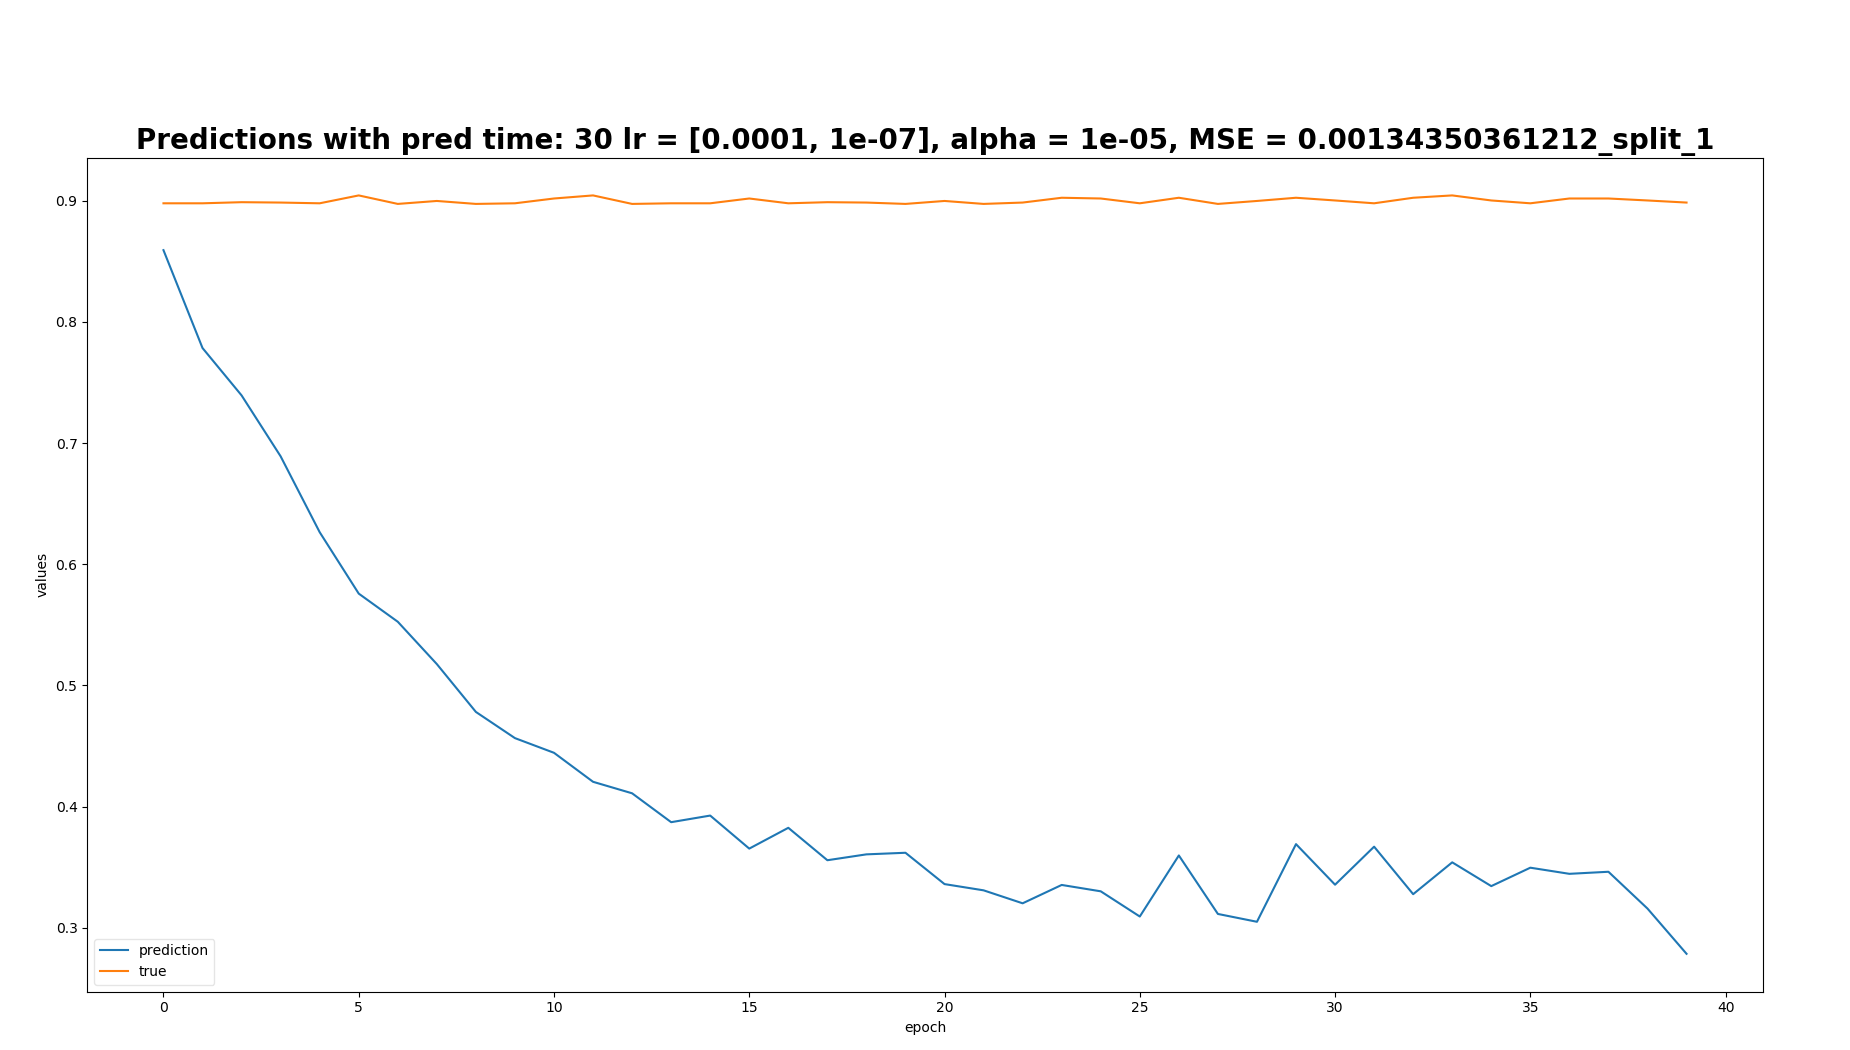 Predictions with pred time: 30 lr = [0.0001, 1e-07], alpha = 1e-05, MSE = 0.00134350361212_split_1
0.9
0.8
0.7
0.6
0.5
0.4
0.3
values
prediction
true
0 5 10 15 20 25 30 35 40
epoch